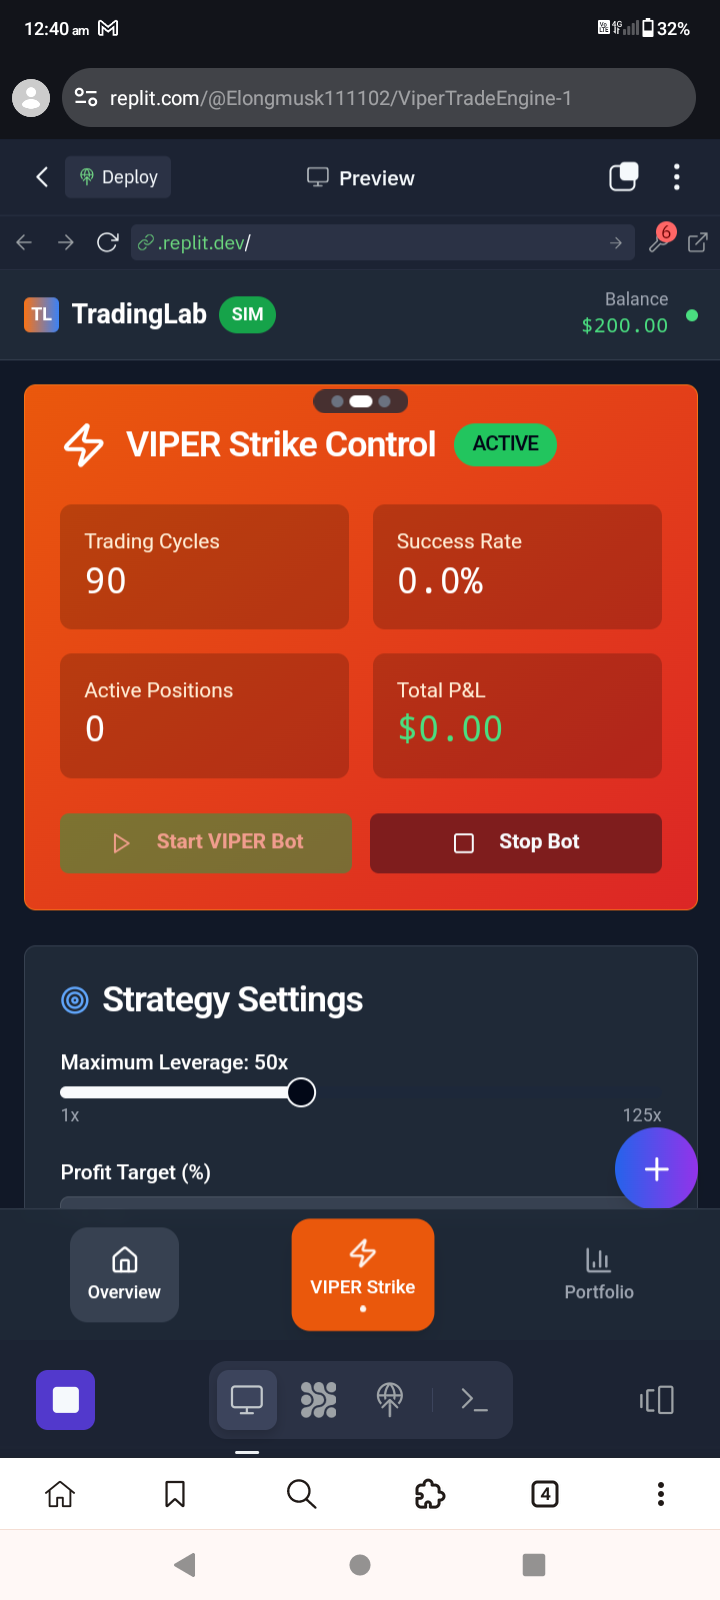 12:40 am
4G
32%
replit.com/@Elongmusk111102/ViperTradeEngine-1
Deploy
Preview
.replit.dev/
6
TL
TradingLab
SIM
Balance
$200.00
VIPER Strike Control
ACTIVE
Trading Cycles
90
Success Rate
0.0%
Active Positions
0
Total P&L
$0.00
Start VIPER Bot
Stop Bot
Strategy Settings
Maximum Leverage: 50x
1x
125x
Profit Target (%)
Overview
VIPER Strike
Portfolio
4